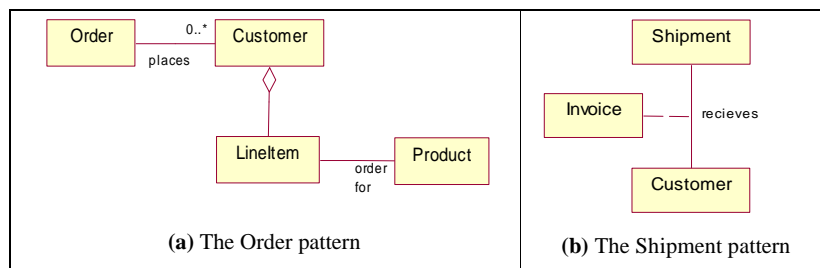 Order
0..*
Customer
places
LineItem
order
for
Product
(a) The Order pattern
Shipment
Invoice
recieves
Customer
(b) The Shipment pattern